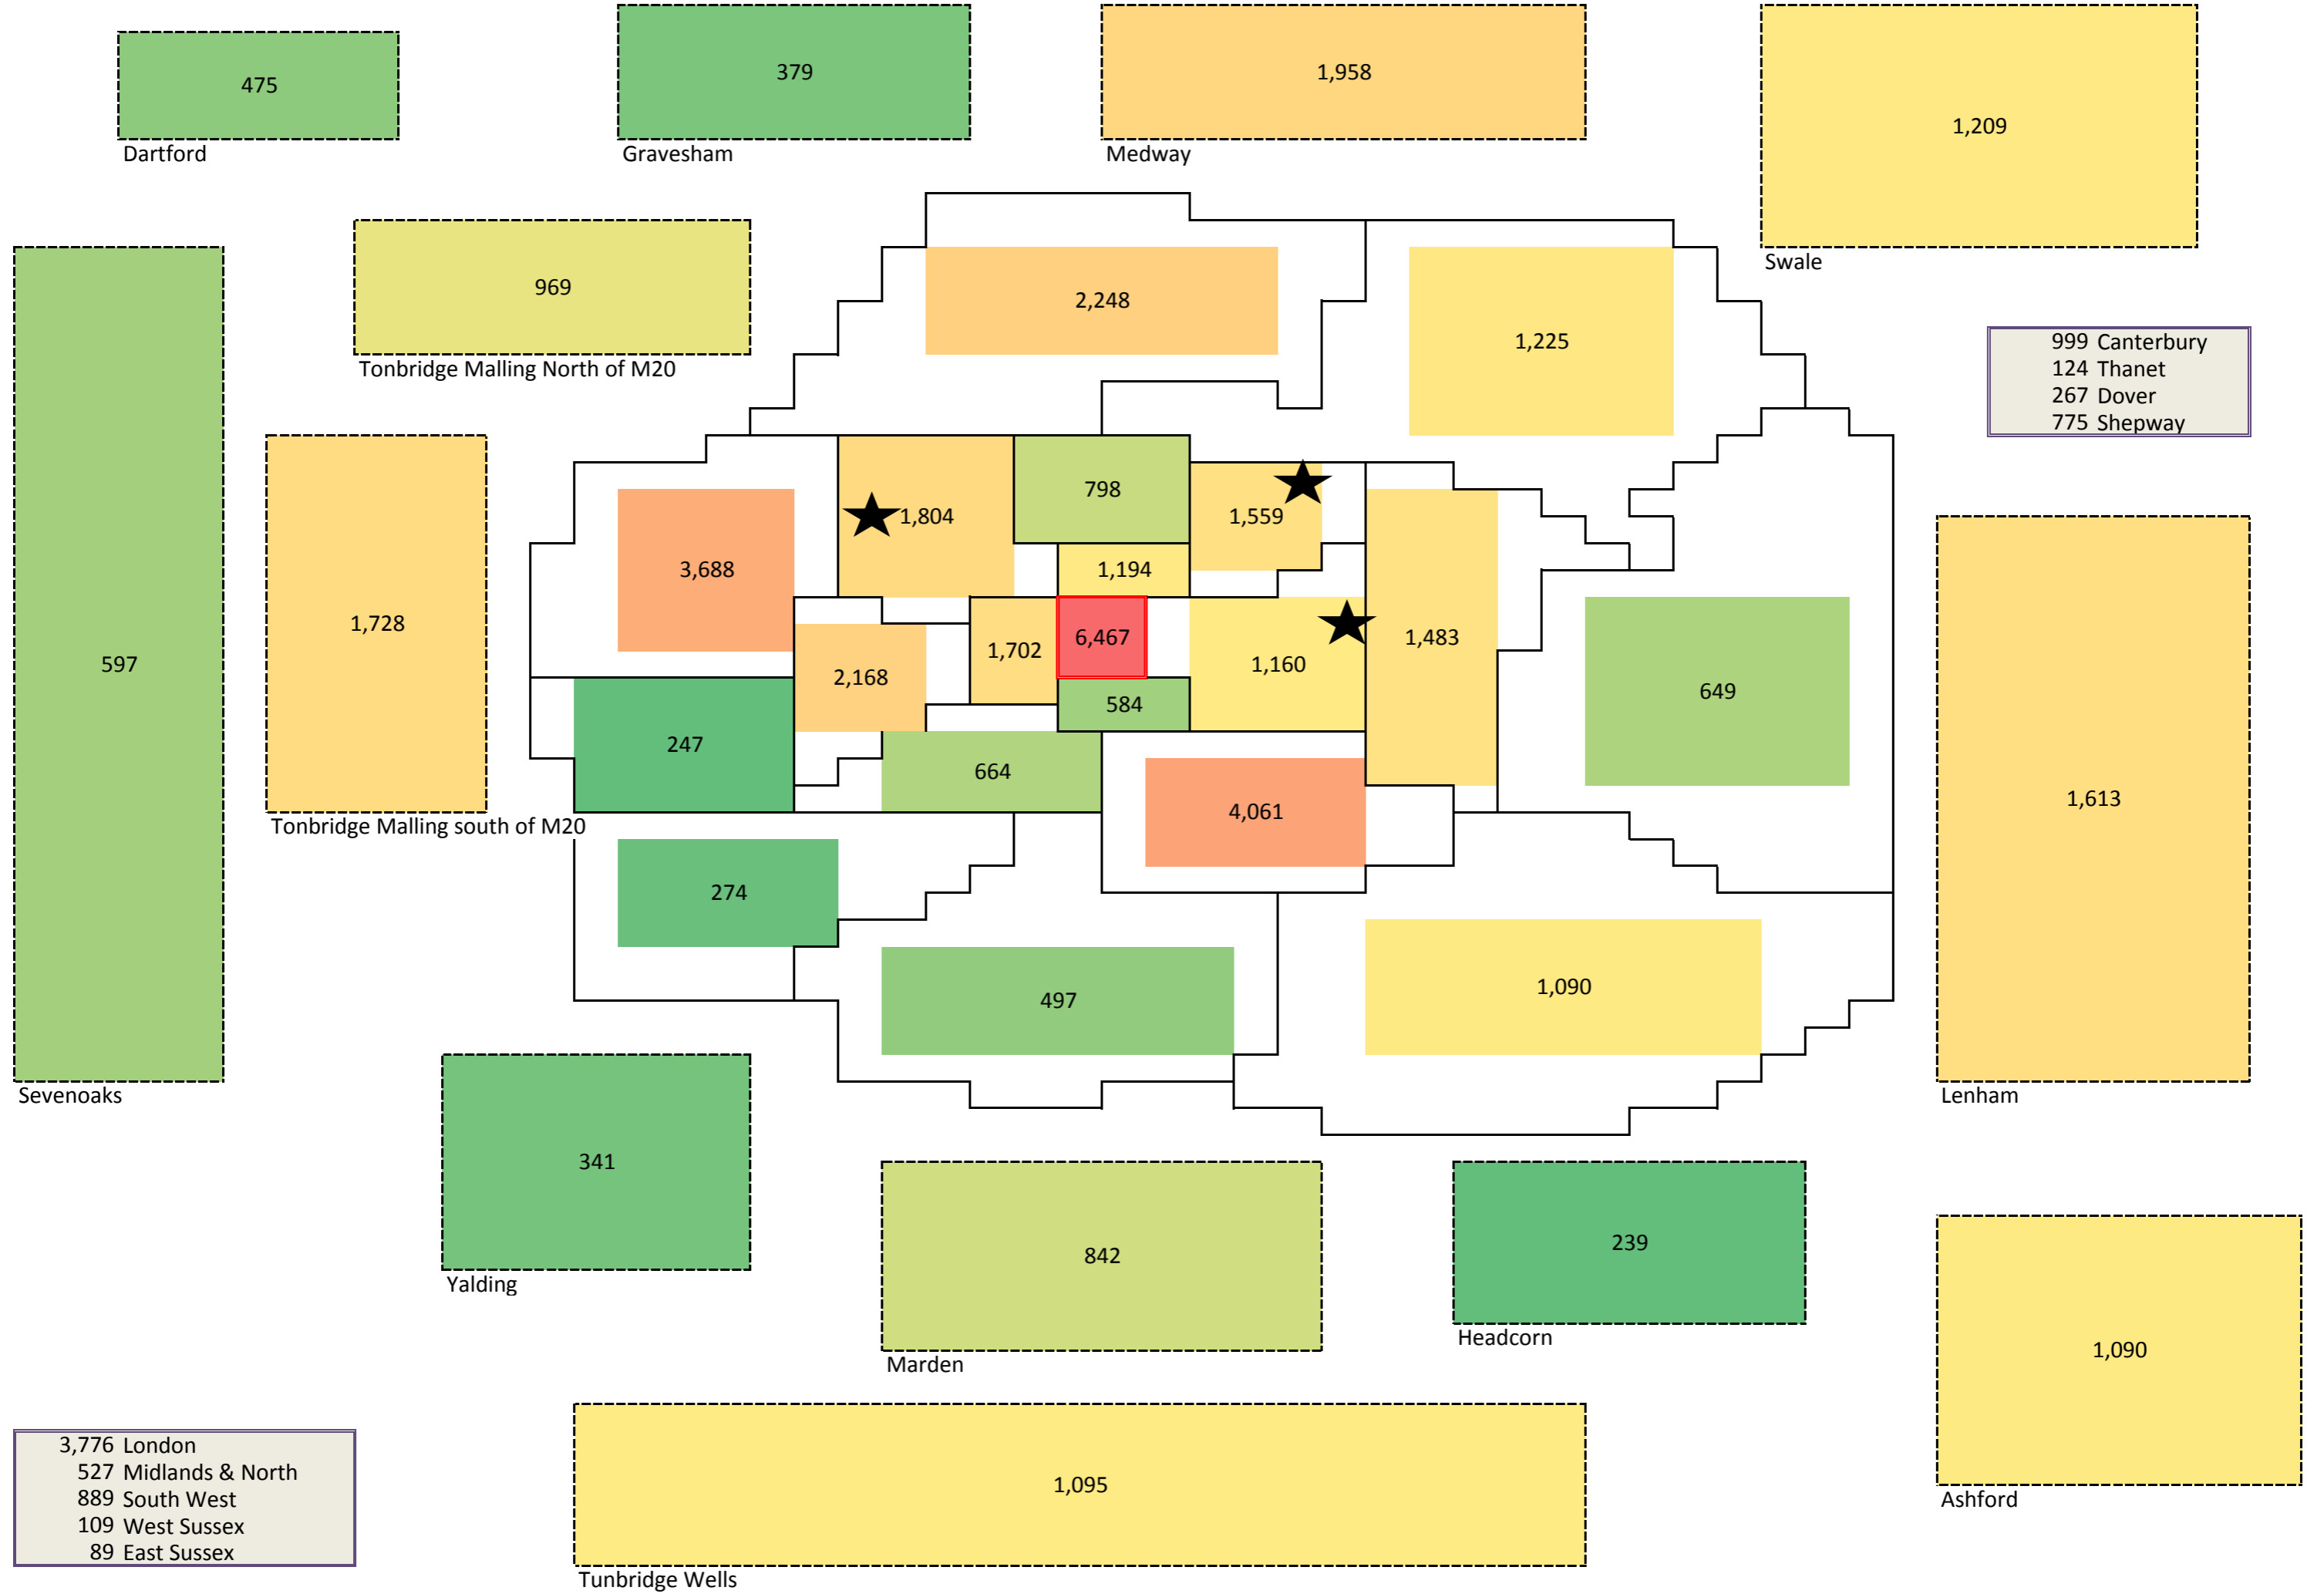 475
Dartford
379
Gravesham
1,958
Medway
1,209
Swale
969
Tonbridge Malling North of M20
2,248
1,225
999 Canterbury
124 Thanet
267 Dover
775 Shepway
597
Sevenoaks
1,728
Tonbridge Malling south of M20
3,688
1,804
798
1,559
1,194
1,483
2,168
1,702
6,467
1,160
584
649
247
664
4,061
1,613
Lenham
274
497
1,090
341
Yalding
842
Marden
239
Headcorn
1,090
Ashford
3,776 London
527 Midlands & North
889 South West
109 West Sussex
89 East Sussex
1,095
Tunbridge Wells